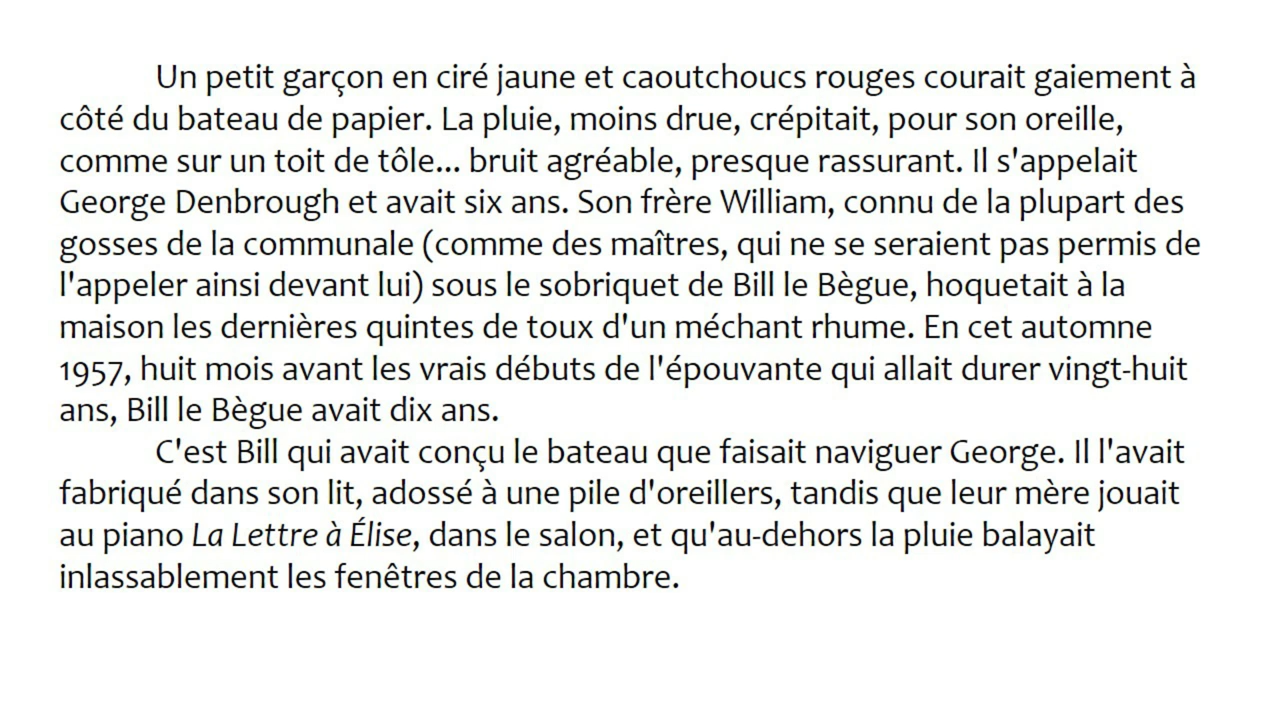 Un petit garçon en ciré jaune et caoutchoucs rouges courait gaiement à
côté du bateau de papier. La pluie, moins drue, crépitait, pour son oreille,
comme sur un toit de tôle... bruit agréable, presque rassurant. Il s'appelait
George Denbrough et avait six ans. Son frère William, connu de la plupart des
gosses de la communale (comme des maîtres, qui ne se seraient pas permis de
l'appeler ainsi devant lui) sous le sobriquet de Bill le Bègue, hoquetait à la
maison les dernières quintes de toux d'un méchant rhume. En cet automne
1957, huit mois avant les vrais débuts de l'épouvante qui allait durer vingt-huit
ans, Bill le Bègue avait dix ans.
C'est Bill qui avait conçu le bateau que faisait naviguer George. Il l'avait
fabriqué dans son lit, adossé à une pile d'oreillers, tandis que leur mère jouait
au piano La Lettre à Élise, dans le salon, et qu'au-dehors la pluie balayait
inlassablement les fenêtres de la chambre.